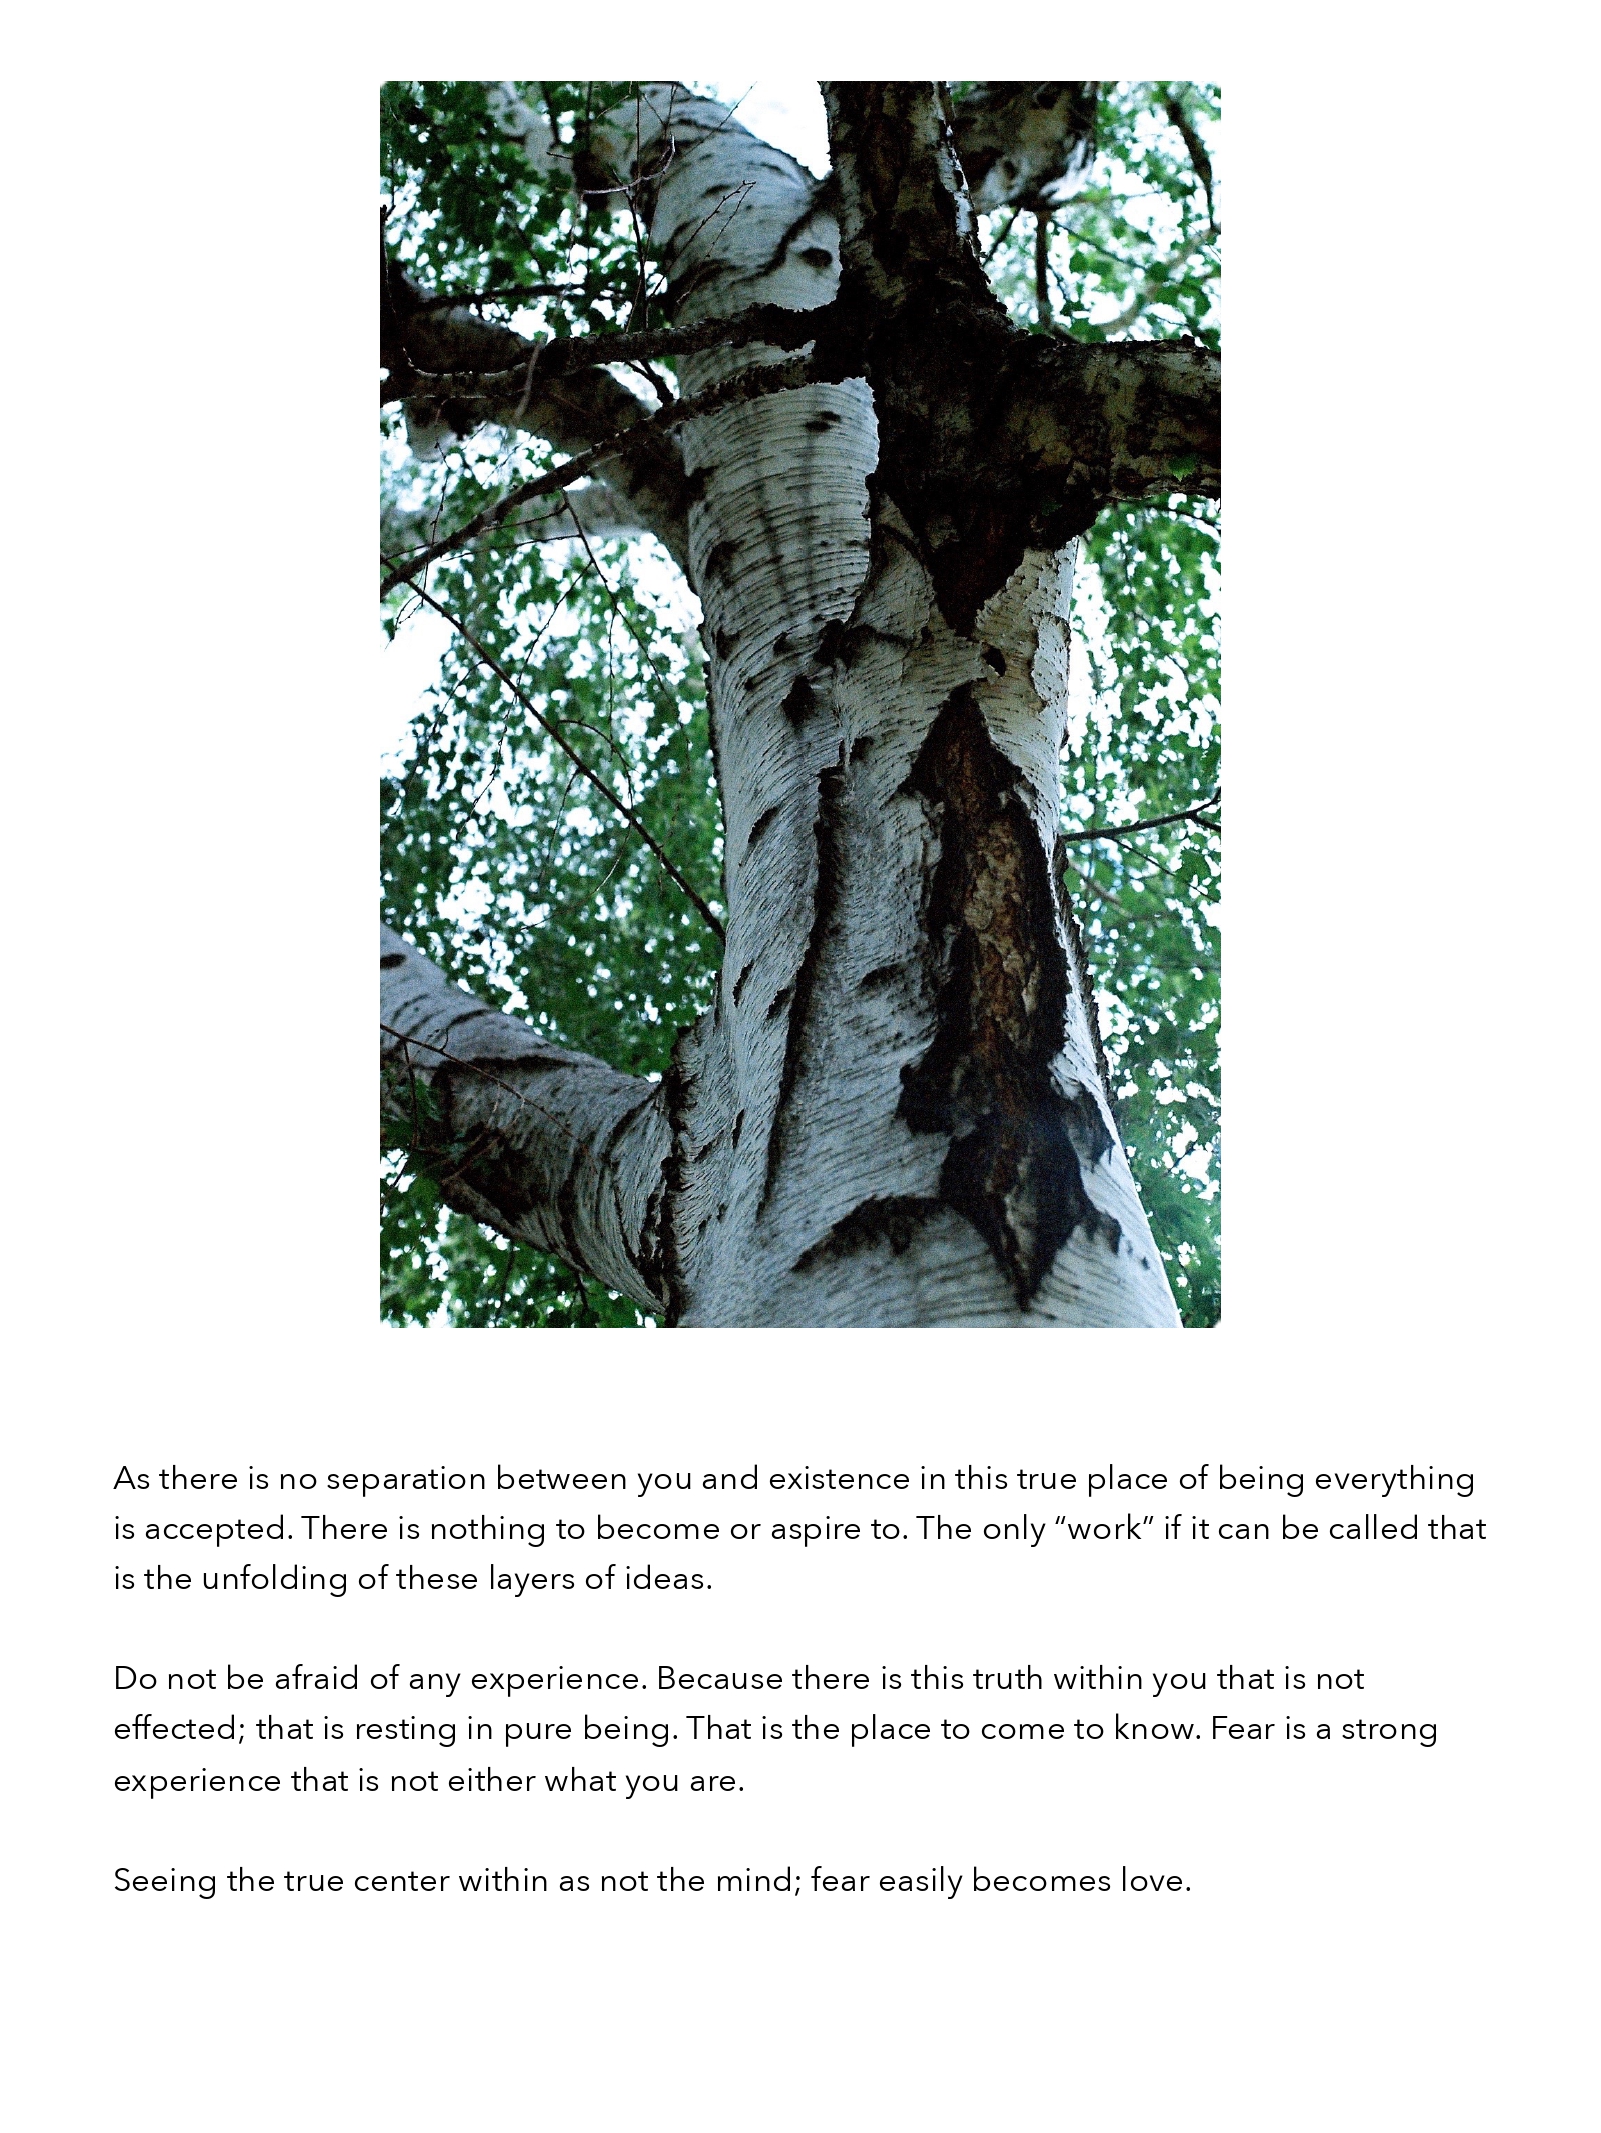 As there is no separation between you and existence in this true place of being everything
is accepted. There is nothing to become or aspire to. The only “work” if it can be called that
is the unfolding of these layers of ideas.
Do not be afraid of any experience. Because there is this truth within you that is not
effected; that is resting in pure being. That is the place to come to know. Fear is a strong
experience that is not either what you are.
Seeing the true center within as not the mind; fear easily becomes love.